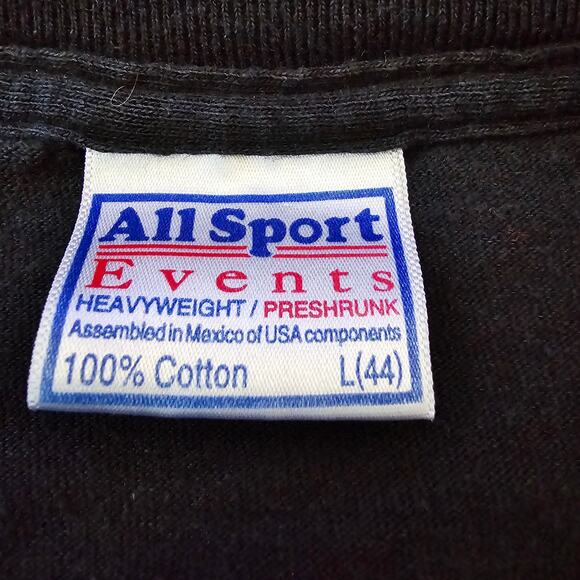 All Sport
Events
HEAVYWEIGHT / PRESHRUNK
Assembled in Mexico of USA components
100% Cotton L(44)